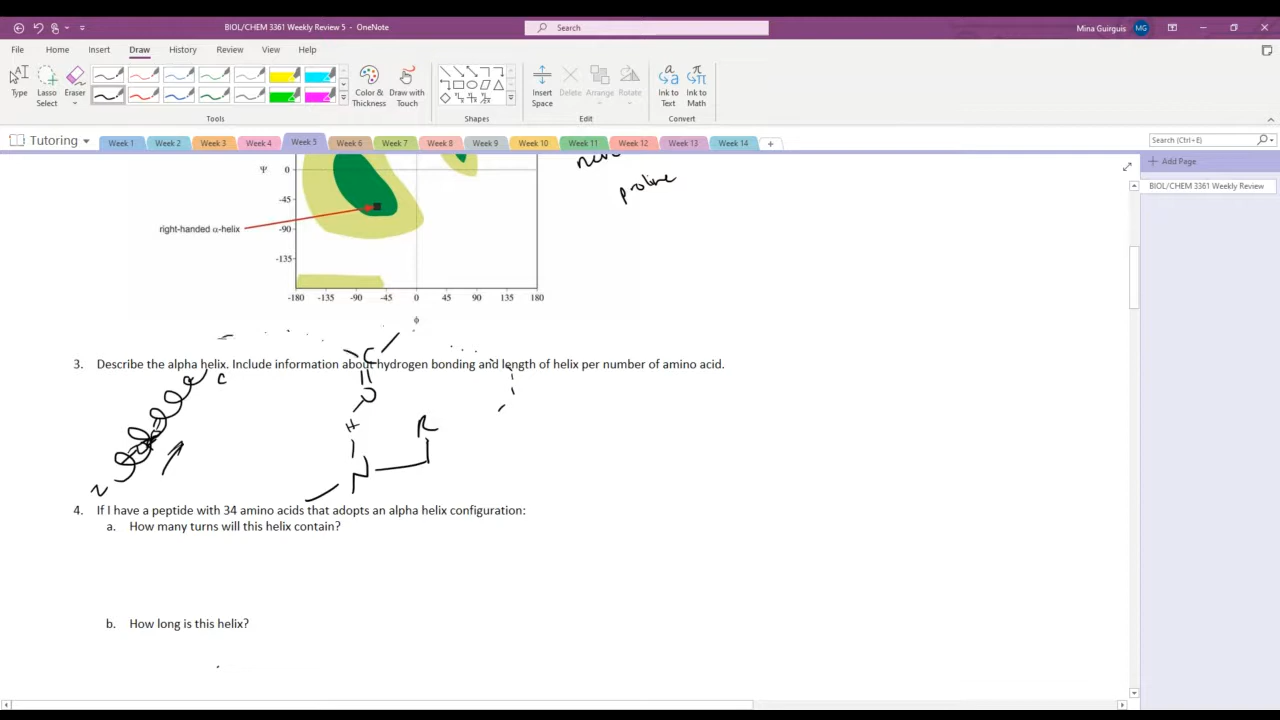 BIOL/CHEM 3361 Weekly Review 5 - OneNote
Search
Mina Guirguis MG
File Home Insert Draw History Review View Help
Type
Lasso Select
Eraser
Color & Thickness
Draw with Touch
Insert Space
Delete
Arrange
Rotate
Ink to Text
Ink to Math
Tools
Shapes
Edit
Convert
Tutoring
Week 1 Week 2 Week 3 Week 4 Week 5 Week 6 Week 7 Week 8 Week 9 Week 10 Week 11 Week 12 Week 13 Week 14
Search (Ctrl+E)
Add Page
BIOL/CHEM 3361 Weekly Review
proline
Ψ
0
-45
-90
-135
right-handed α-helix
-180 -135 -90 -45 0 45 90 135 180
ϕ
3. Describe the alpha helix. Include information about hydrogen bonding and length of helix per number of amino acid.
C
C
O
H
R
N
N
4. If I have a peptide with 34 amino acids that adopts an alpha helix configuration:
a. How many turns will this helix contain?
b. How long is this helix?